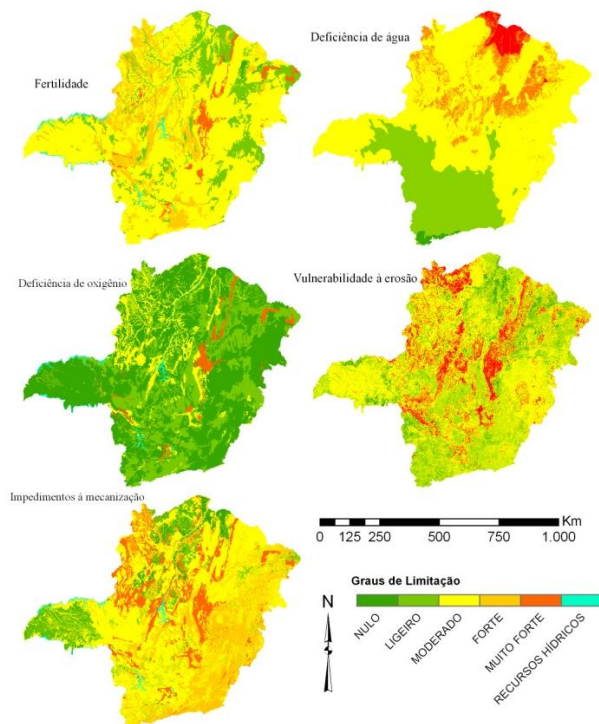 Fertilidade
Deficiência de água
Deficiência de oxigênio
Vulnerabilidade à erosão
Impedimentos à mecanização
Km
0 125 250 500 750 1.000
Graus de Limitação
N
NULO
LIGEIRO
MODERADO
FORTE
MUITO FORTE
RECURSOS HÍDRICOS